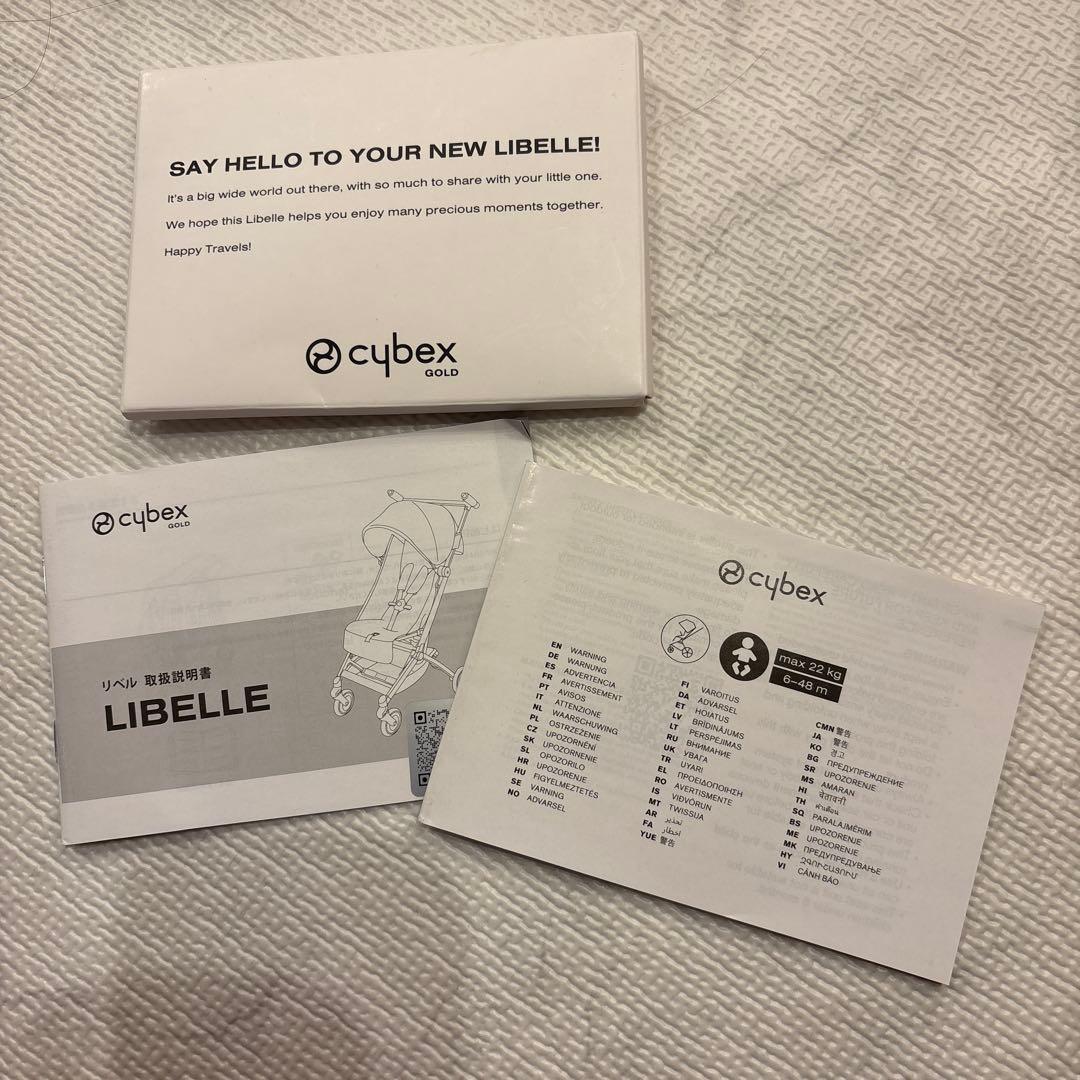 SAY HELLO TO YOUR NEW LIBELLE!
It's a big wide world out there, with so much to share with your little one.
We hope this Libelle helps you enjoy many precious moments together.
Happy Travels!
cybex
GOLD
cybex
GOLD
リベル 取扱説明書
LIBELLE
cybex
max 22 kg
6–48 m
EN WARNING
DE WARNUNG
ES ADVERTENCIA
FR AVERTISSEMENT
PT AVISOS
IT ATTENZIONE
NL WAARSCHUWING
PL OSTRZEŻENIE
CZ UPOZORNĚNÍ
SK UPOZORNENIE
SL OPOZORILO
HR UPOZORENJE
HU FIGYELMEZTETÉS
SE VARNING
NO ADVARSEL
FI VAROITUS
DA ADVARSEL
ET HOIATUS
LV BRĪDINĀJUMS
LT PERSPĖJIMAS
RU ВНИМАНИЕ
UK УВАГА
TR UYARI
EL ΠΡΟΕΙΔΟΠΟΙΗΣΗ
RO AVERTISMENTE
IS VIÐVÖRUN
MT TWISSIJA
AR تحذير
FA اخطار
YUE 警告
CMN 警告
JA 警告
KO 경고
BG ПРЕДУПРЕЖДЕНИЕ
SR UPOZORENJE
MS AMARAN
HI चेतावनी
TH คำเตือน
SQ PARALAJMËRIM
BS UPOZORENJE
ME UPOZORENJE
MK ПРЕДУПРЕДУВАЊЕ
HY ԶԳՈՒՇԱՑՈՒՄ
VI CẢNH BÁO